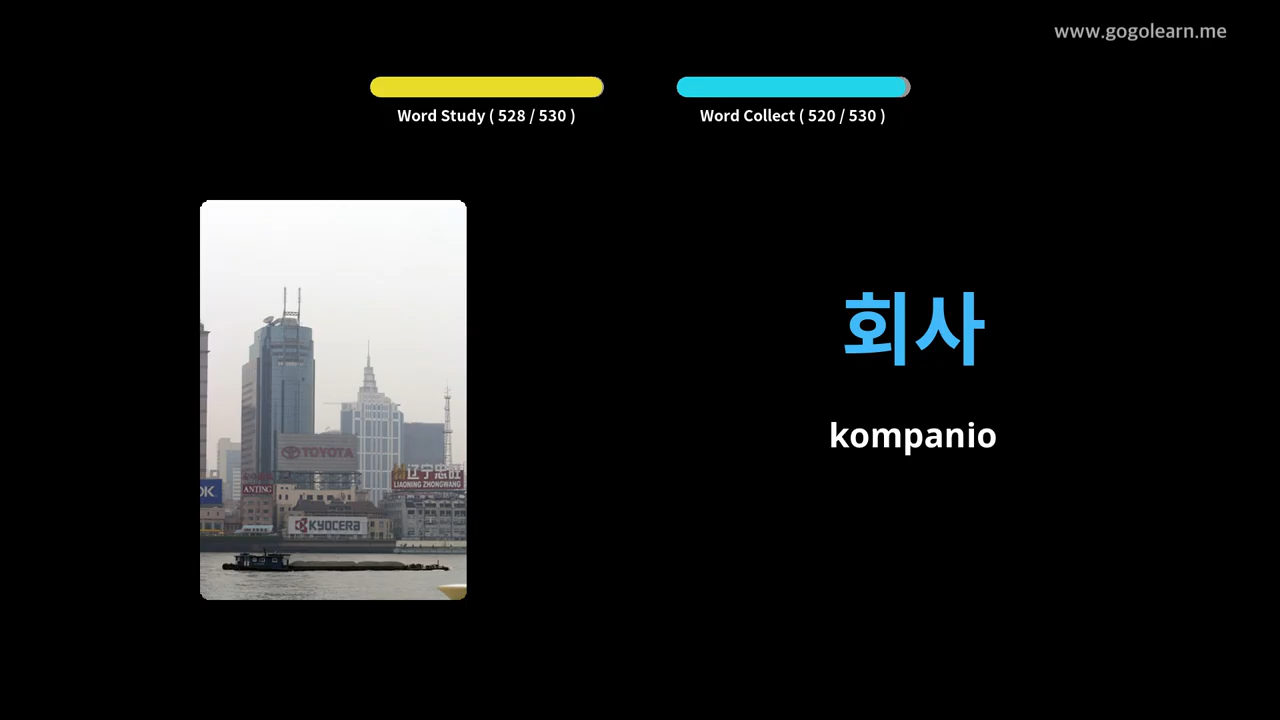 www.gogolearn.me
Word Study ( 528 / 530 )
Word Collect ( 520 / 530 )
회사
kompanio
TOYOTA
辽宁忠旺
LIAONING ZHONGWANG
OK
ANTING
KYOCERA